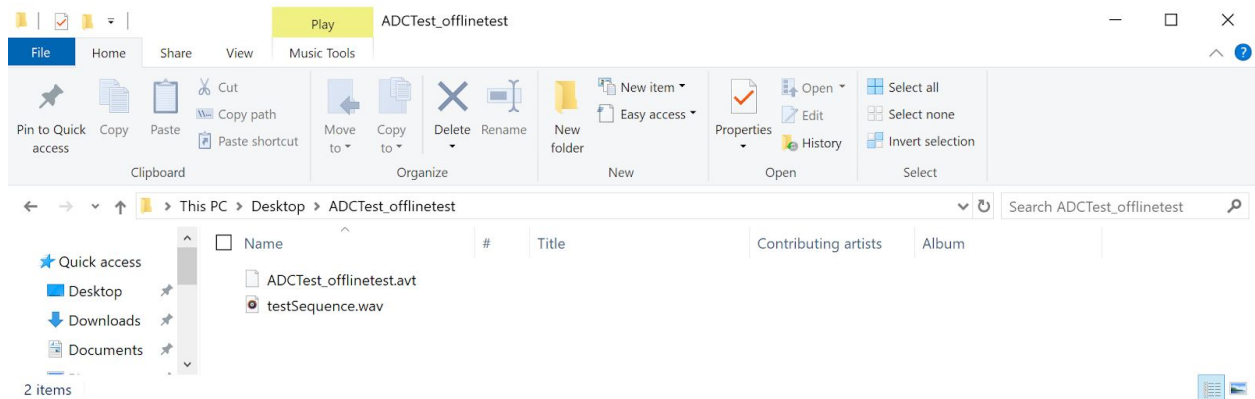 Play ADCTest_offlinetest
File Home Share View Music Tools
Pin to Quick access
Copy
Paste
Cut
Copy path
Paste shortcut
Move to
Copy to
Delete
Rename
New folder
New item
Easy access
Properties
Open
Edit
History
Select all
Select none
Invert selection
Clipboard Organize New Open Select
This PC > Desktop > ADCTest_offlinetest
Search ADCTest_offlinetest
Name # Title Contributing artists Album
Quick access
Desktop
Downloads
Documents
ADCTest_offlinetest.avt
testSequence.wav
2 items